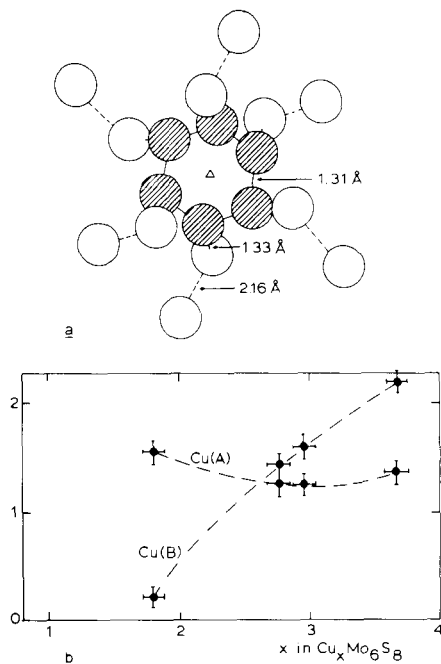 1.31 Å
1.33 Å
2.16 Å
a
2
Cu(A)
1
Cu(B)
0
1 2 3 4
x in CuₓMo₆S₈
b